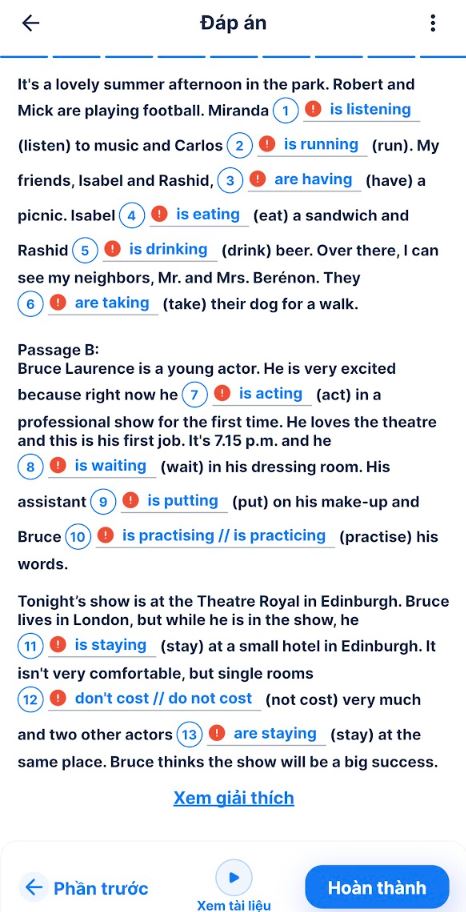 Đáp án
It's a lovely summer afternoon in the park. Robert and
Mick are playing football. Miranda 1 ! is listening
(listen) to music and Carlos 2 ! is running (run). My
friends, Isabel and Rashid, 3 ! are having (have) a
picnic. Isabel 4 ! is eating (eat) a sandwich and
Rashid 5 ! is drinking (drink) beer. Over there, I can
see my neighbors, Mr. and Mrs. Berénon. They
6 ! are taking (take) their dog for a walk.
Passage B:
Bruce Laurence is a young actor. He is very excited
because right now he 7 ! is acting (act) in a
professional show for the first time. He loves the theatre
and this is his first job. It's 7.15 p.m. and he
8 ! is waiting (wait) in his dressing room. His
assistant 9 ! is putting (put) on his make-up and
Bruce 10 ! is practising // is practicing (practise) his
words.
Tonight's show is at the Theatre Royal in Edinburgh. Bruce
lives in London, but while he is in the show, he
11 ! is staying (stay) at a small hotel in Edinburgh. It
isn't very comfortable, but single rooms
12 ! don't cost // do not cost (not cost) very much
and two other actors 13 ! are staying (stay) at the
same place. Bruce thinks the show will be a big success.
Xem giải thích
Phần trước
Xem tài liệu
Hoàn thành